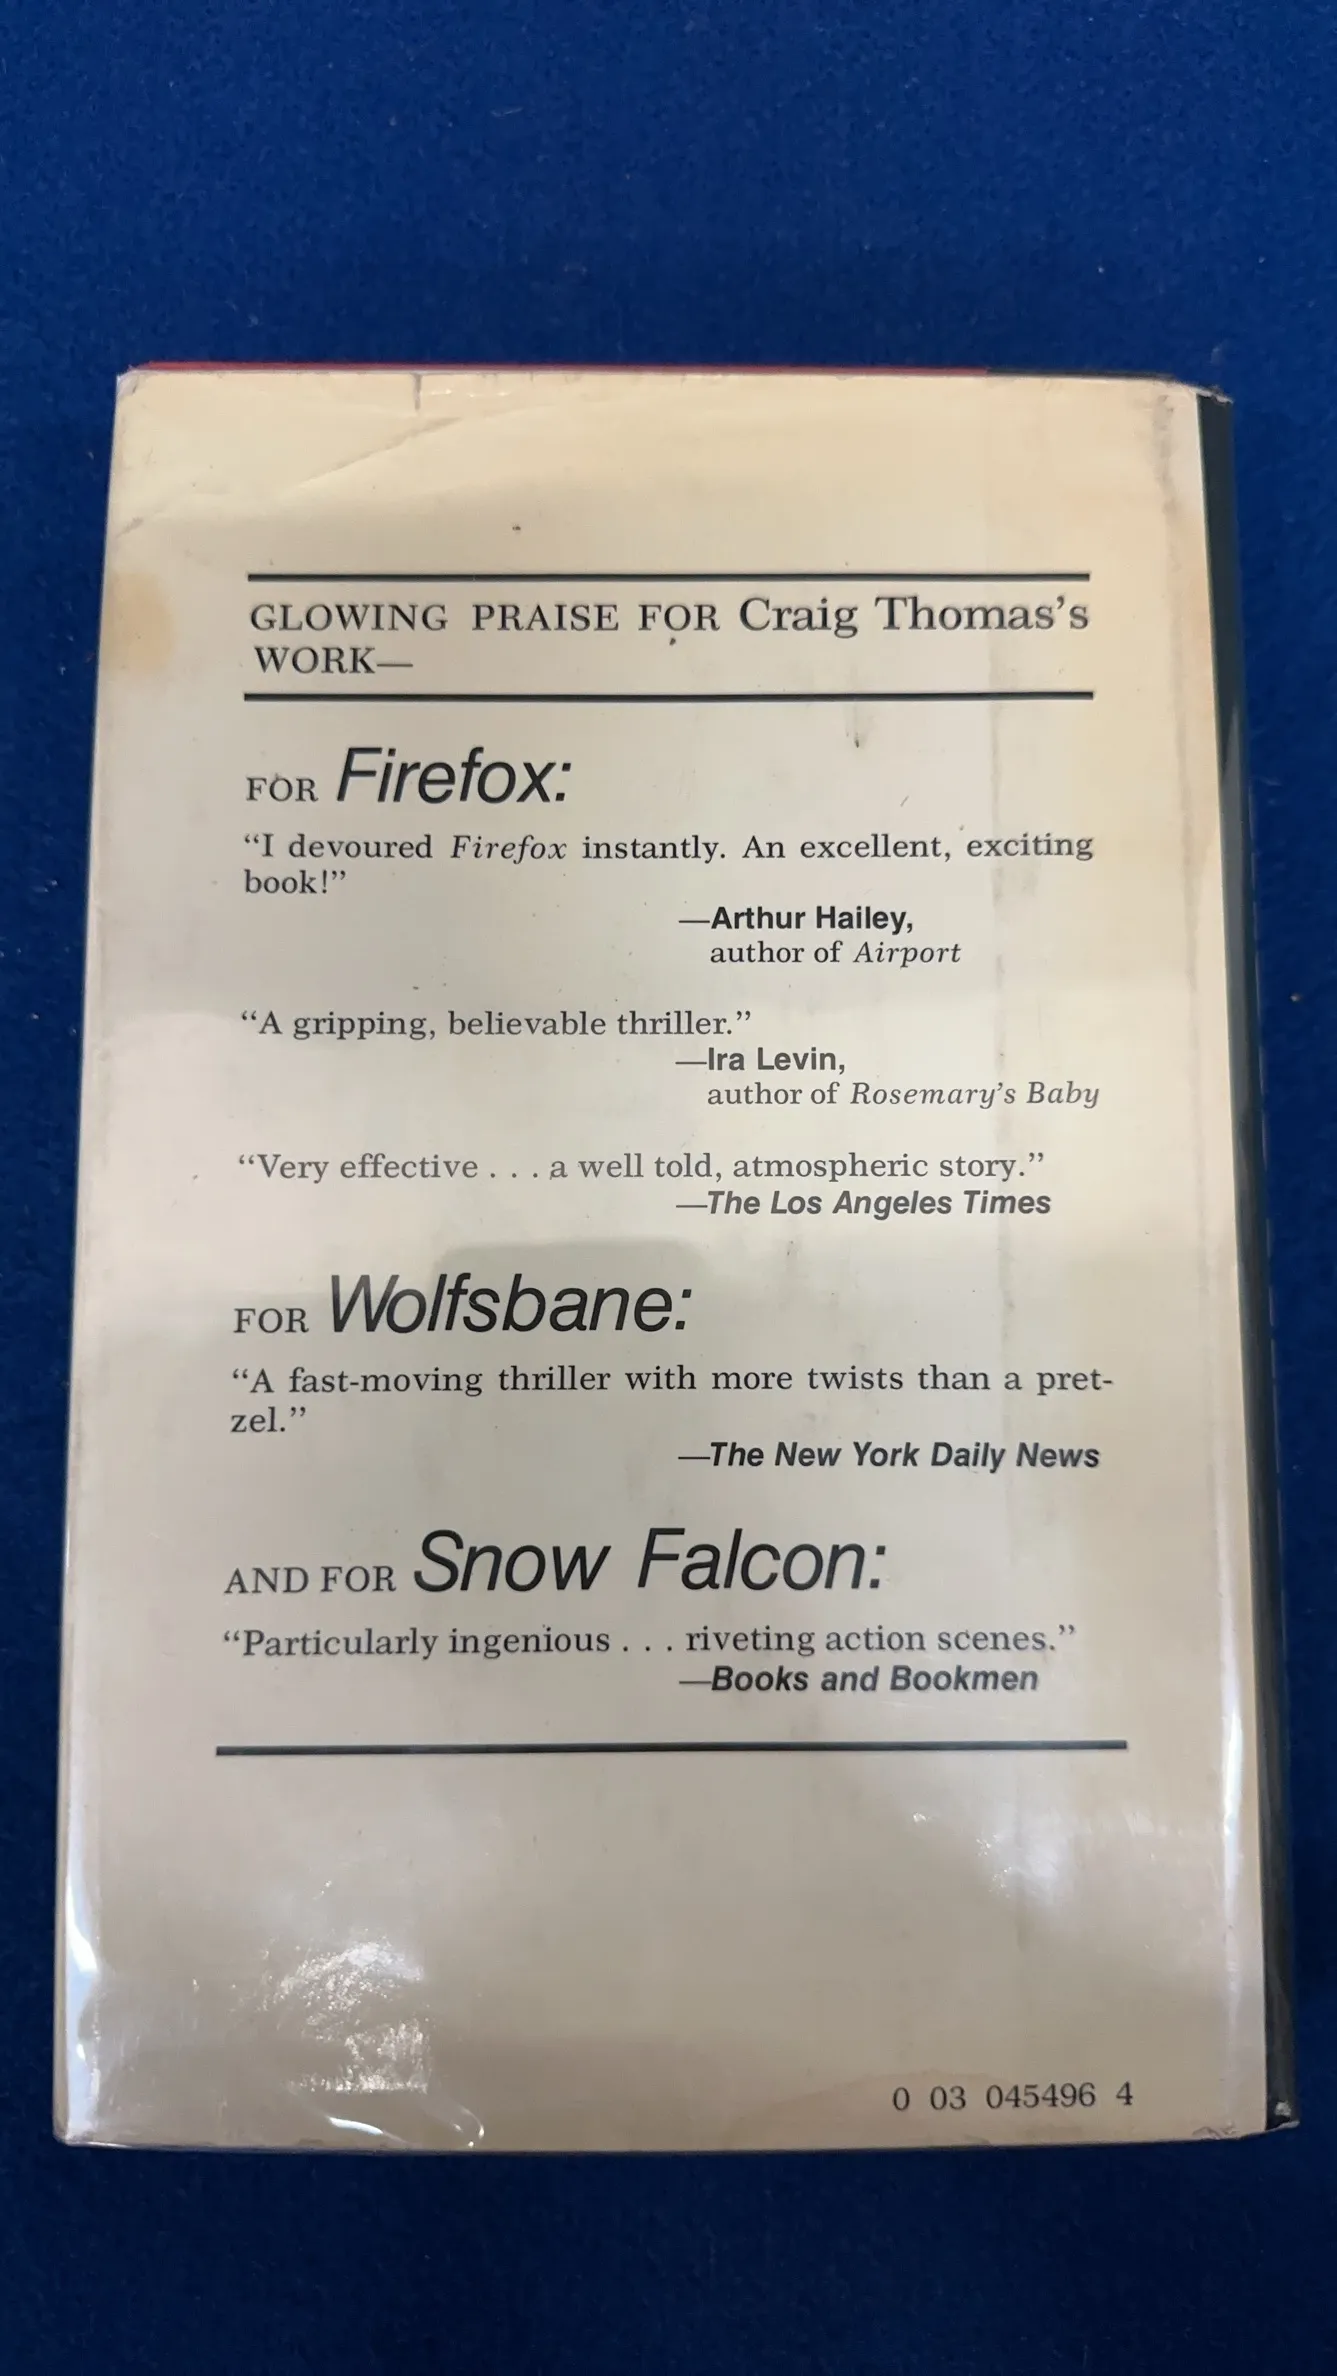 GLOWING PRAISE FOR Craig Thomas's
WORK—
FOR Firefox:
“I devoured Firefox instantly. An excellent, exciting
book!”
—Arthur Hailey,
author of Airport
“A gripping, believable thriller.”
—Ira Levin,
author of Rosemary's Baby
“Very effective . . . a well told, atmospheric story.”
—The Los Angeles Times
FOR Wolfsbane:
“A fast-moving thriller with more twists than a pret-
zel.”
—The New York Daily News
AND FOR Snow Falcon:
“Particularly ingenious . . . riveting action scenes.”
—Books and Bookmen
0 03 045496 4